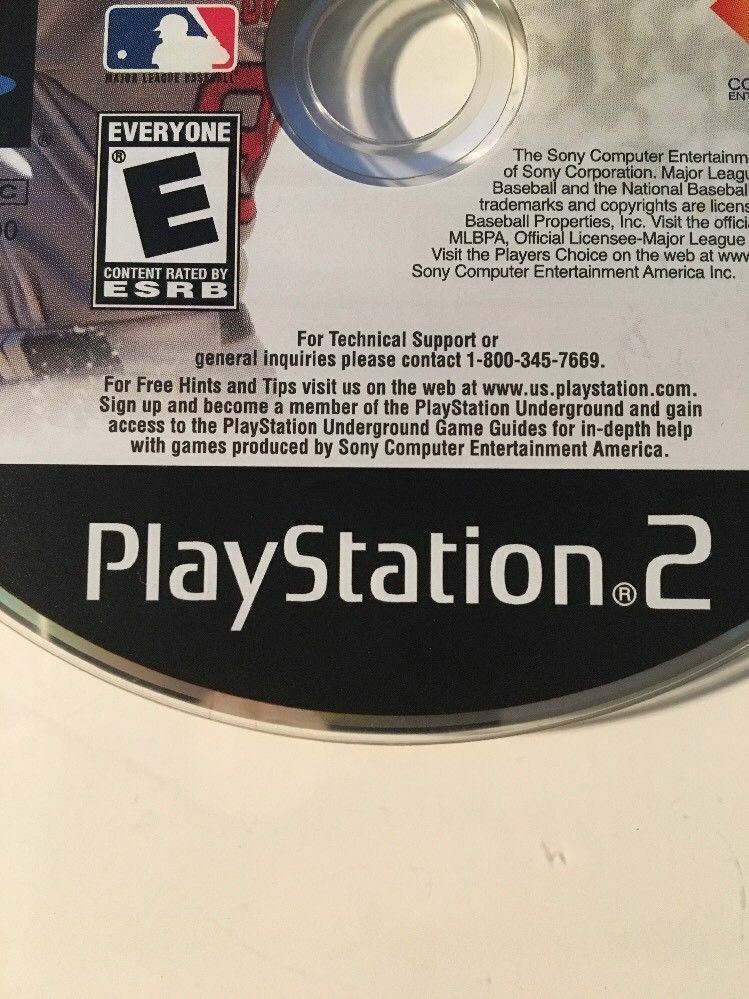 MAJOR LEAGUE BASEBALL
EVERYONE
®
E
CONTENT RATED BY
ESRB
®
C
The Sony Computer Entertainm
of Sony Corporation. Major Leagu
Baseball and the National Basebal
trademarks and copyrights are licens
Baseball Properties, Inc. Visit the offici
MLBPA, Official Licensee-Major League
Visit the Players Choice on the web at www
Sony Computer Entertainment America Inc.
For Technical Support or
general inquiries please contact 1-800-345-7669.
For Free Hints and Tips visit us on the web at www.us.playstation.com.
Sign up and become a member of the PlayStation Underground and gain
access to the PlayStation Underground Game Guides for in-depth help
with games produced by Sony Computer Entertainment America.
PlayStation®2